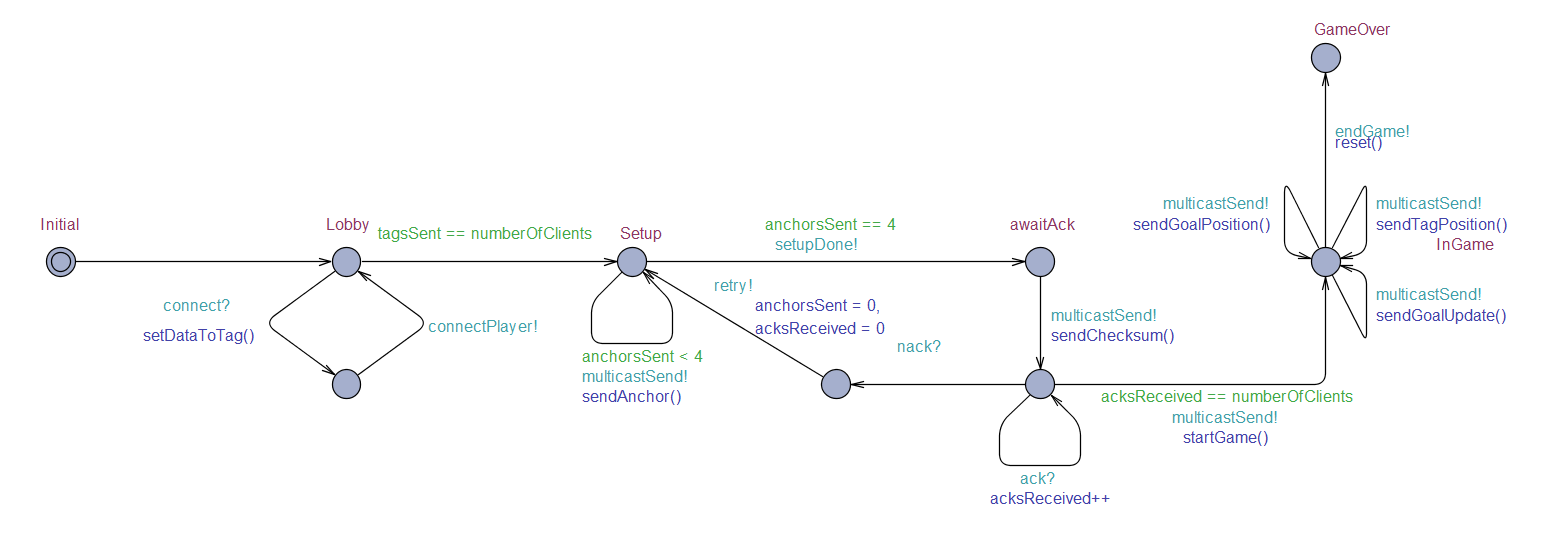 GameOver
endGame!
reset()
multicastSend!
sendGoalPosition()
multicastSend!
sendTagPosition()
InGame
Initial
Lobby
tagsSent == numberOfClients
Setup
anchorsSent == 4
setupDone!
awaitAck
connect?
setDataToTag()
connectPlayer!
retry!
anchorsSent = 0,
acksReceived = 0
nack?
multicastSend!
sendChecksum()
multicastSend!
sendGoalUpdate()
anchorsSent < 4
multicastSend!
sendAnchor()
acksReceived == numberOfClients
multicastSend!
startGame()
ack?
acksReceived++